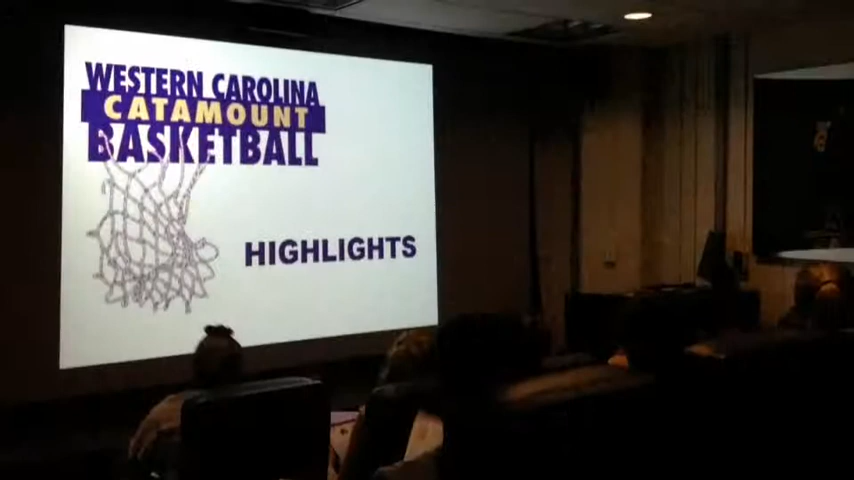 WESTERN CAROLINA
CATAMOUNT
BASKETBALL
HIGHLIGHTS